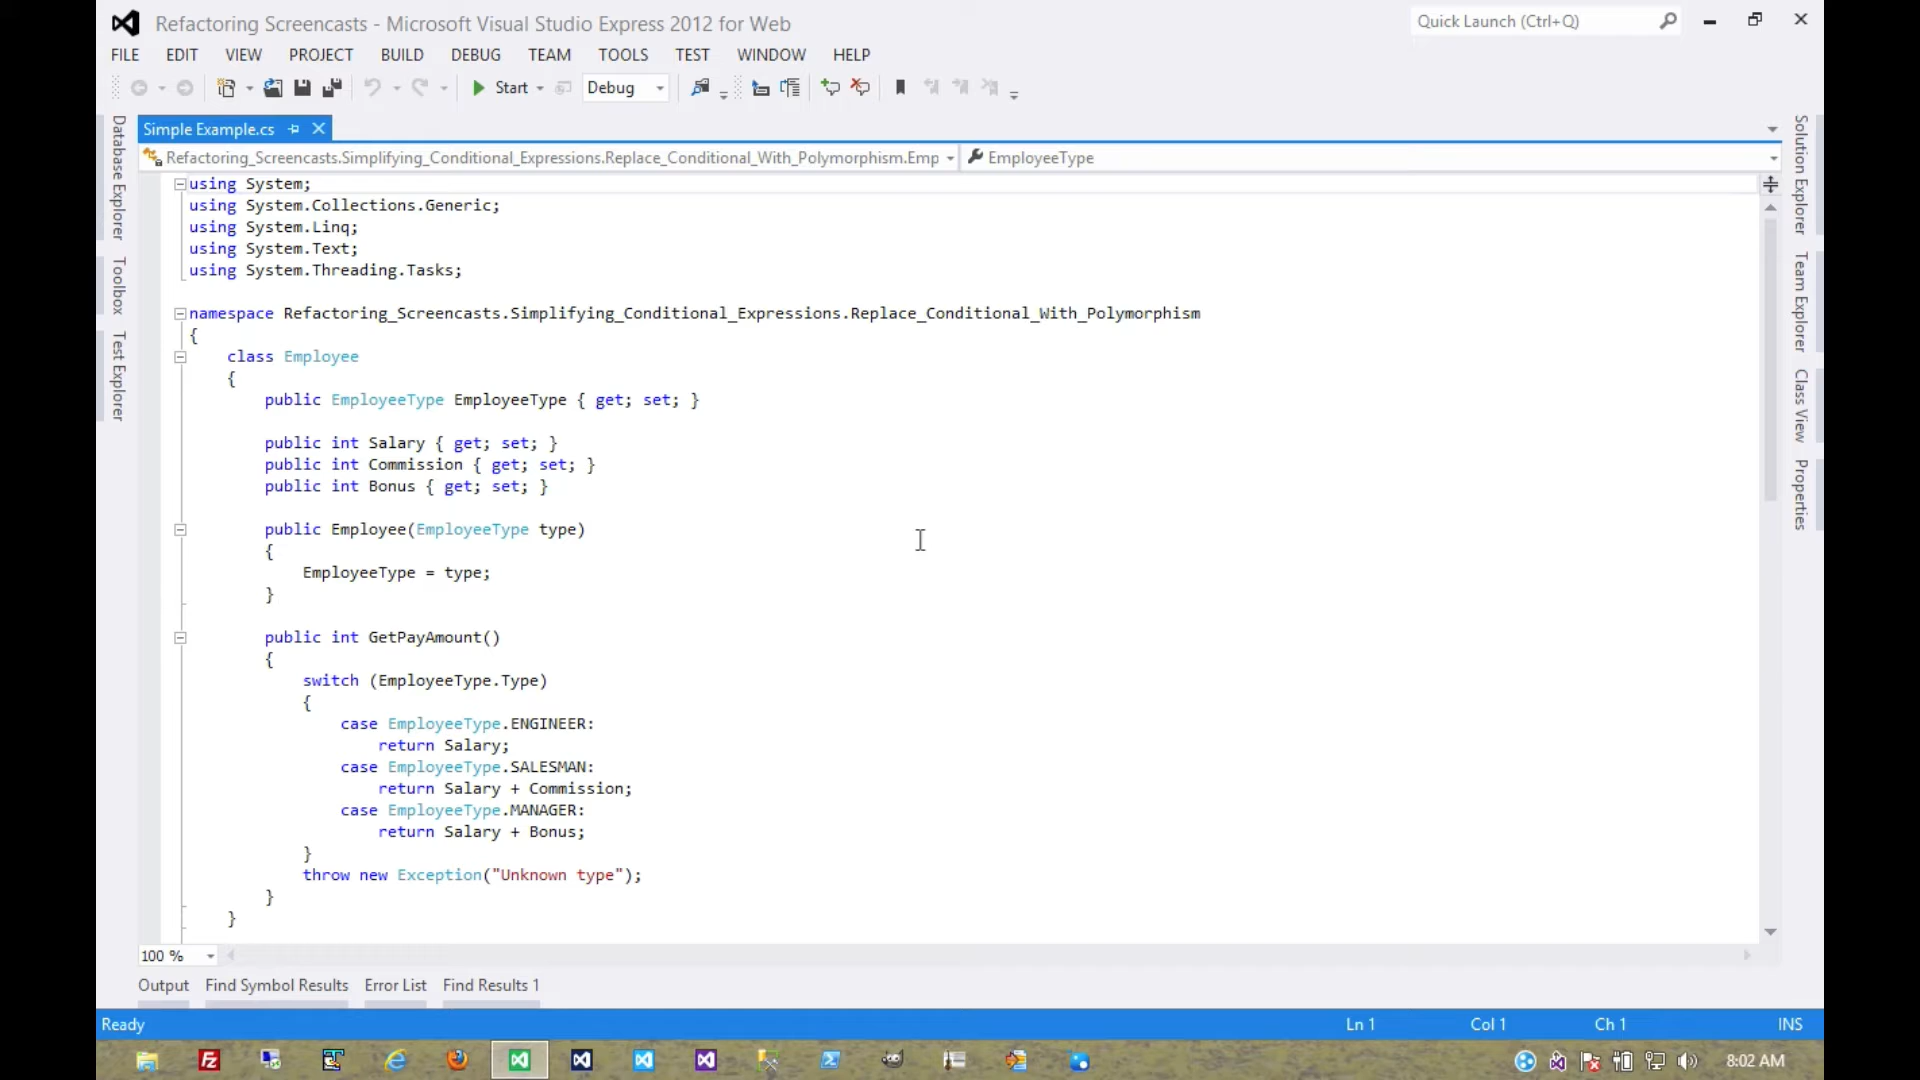 Refactoring Screencasts - Microsoft Visual Studio Express 2012 for Web
Quick Launch (Ctrl+Q)
FILE EDIT VIEW PROJECT BUILD DEBUG TEAM TOOLS TEST WINDOW HELP
Start Debug
Simple Example.cs
Refactoring_Screencasts.Simplifying_Conditional_Expressions.Replace_Conditional_With_Polymorphism.Emp
EmployeeType
Database Explorer
Toolbox
Test Explorer
using System;
using System.Collections.Generic;
using System.Linq;
using System.Text;
using System.Threading.Tasks;
namespace Refactoring_Screencasts.Simplifying_Conditional_Expressions.Replace_Conditional_With_Polymorphism
{
class Employee
{
public EmployeeType EmployeeType { get; set; }
public int Salary { get; set; }
public int Commission { get; set; }
public int Bonus { get; set; }
public Employee(EmployeeType type)
{
EmployeeType = type;
}
public int GetPayAmount()
{
switch (EmployeeType.Type)
{
case EmployeeType.ENGINEER:
return Salary;
case EmployeeType.SALESMAN:
return Salary + Commission;
case EmployeeType.MANAGER:
return Salary + Bonus;
}
throw new Exception("Unknown type");
}
}
Solution Explorer
Team Explorer
Class View
Properties
100 %
Output Find Symbol Results Error List Find Results 1
Ready Ln 1 Col 1 Ch 1 INS
8:02 AM